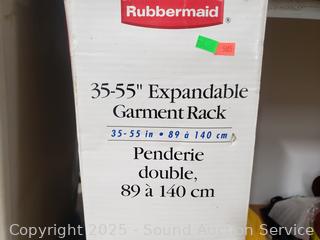 Rubbermaid®
35-55" Expandable
Garment Rack
35-55 in • 89 à 140 cm
Penderie
double,
89 à 140 cm
Copyright 2025 - Sound Auction Service